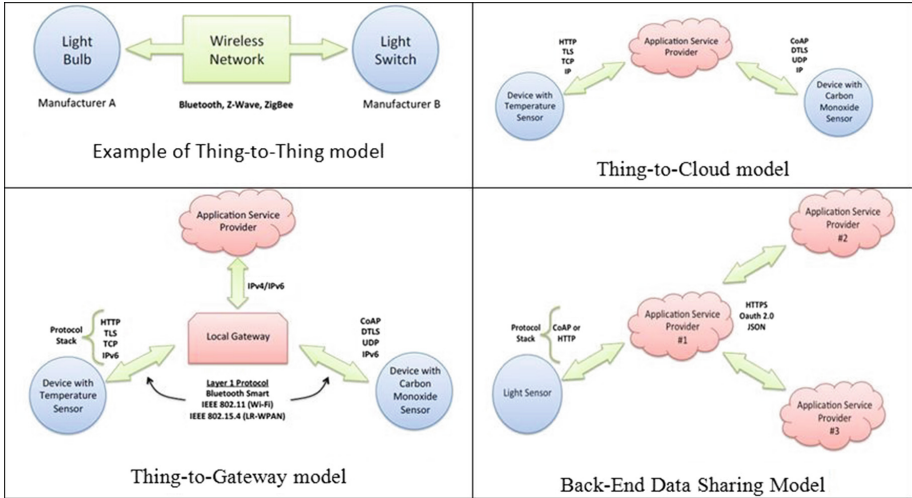 Light
Bulb
Wireless
Network
Light
Switch
Manufacturer A
Bluetooth, Z-Wave, ZigBee
Manufacturer B
Example of Thing-to-Thing model
Application Service
Provider
HTTP
TLS
TCP
IP
CoAP
DTLS
UDP
IP
Device with
Temperature
Sensor
Device with
Carbon
Monoxide
Sensor
Thing-to-Cloud model
Application Service
Provider
IPv4/IPv6
Protocol
Stack
HTTP
TLS
TCP
IPv6
Local Gateway
CoAP
DTLS
UDP
IPv6
Device with
Temperature
Sensor
Layer 1 Protocol
Bluetooth Smart
IEEE 802.11 (Wi-Fi)
IEEE 802.15.4 (LR-WPAN)
Device with
Carbon
Monoxide
Sensor
Thing-to-Gateway model
Application Service
Provider
#2
Protocol
Stack
CoAP or
HTTP
Application Service
Provider
#1
HTTPS
Oauth 2.0
JSON
Light Sensor
Application Service
Provider
#3
Back-End Data Sharing Model